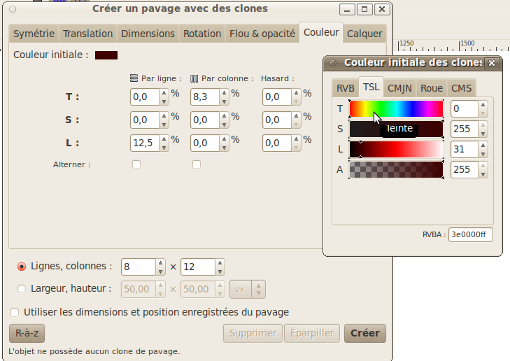 Créer un pavage avec des clones
Symétrie Translation Dimensions Rotation Flou & opacité Couleur Calquer
Couleur initiale :
Par ligne : Par colonne : Hasard :
T : 0,0 % 8,3 % 0,0 %
S : 0,0 % 0,0 % 0,0 %
L : 12,5 % 0,0 % 0,0 %
Alterner :
Lignes, colonnes : 8 × 12
Largeur, hauteur : 50,00 × 50,00 px
Utiliser les dimensions et position enregistrées du pavage
R-à-z Supprimer Éparpiller Créer
L'objet ne possède aucun clone de pavage.
1250 1500
Couleur initiale des clones
RVB TSL CMJN Roue CMS
T 0
S 255
Teinte
L 31
A 255
RVBA : 3e0000ff